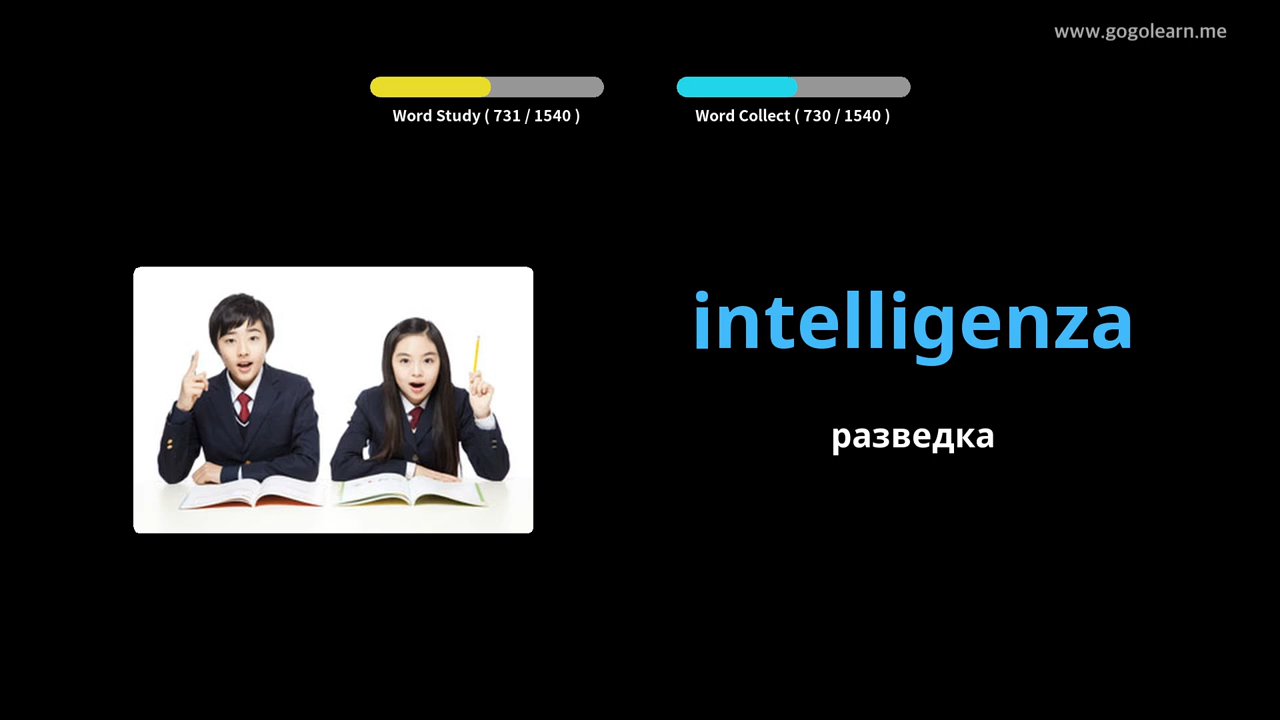 www.gogolearn.me
Word Study ( 731 / 1540 )
Word Collect ( 730 / 1540 )
intelligenza
разведка